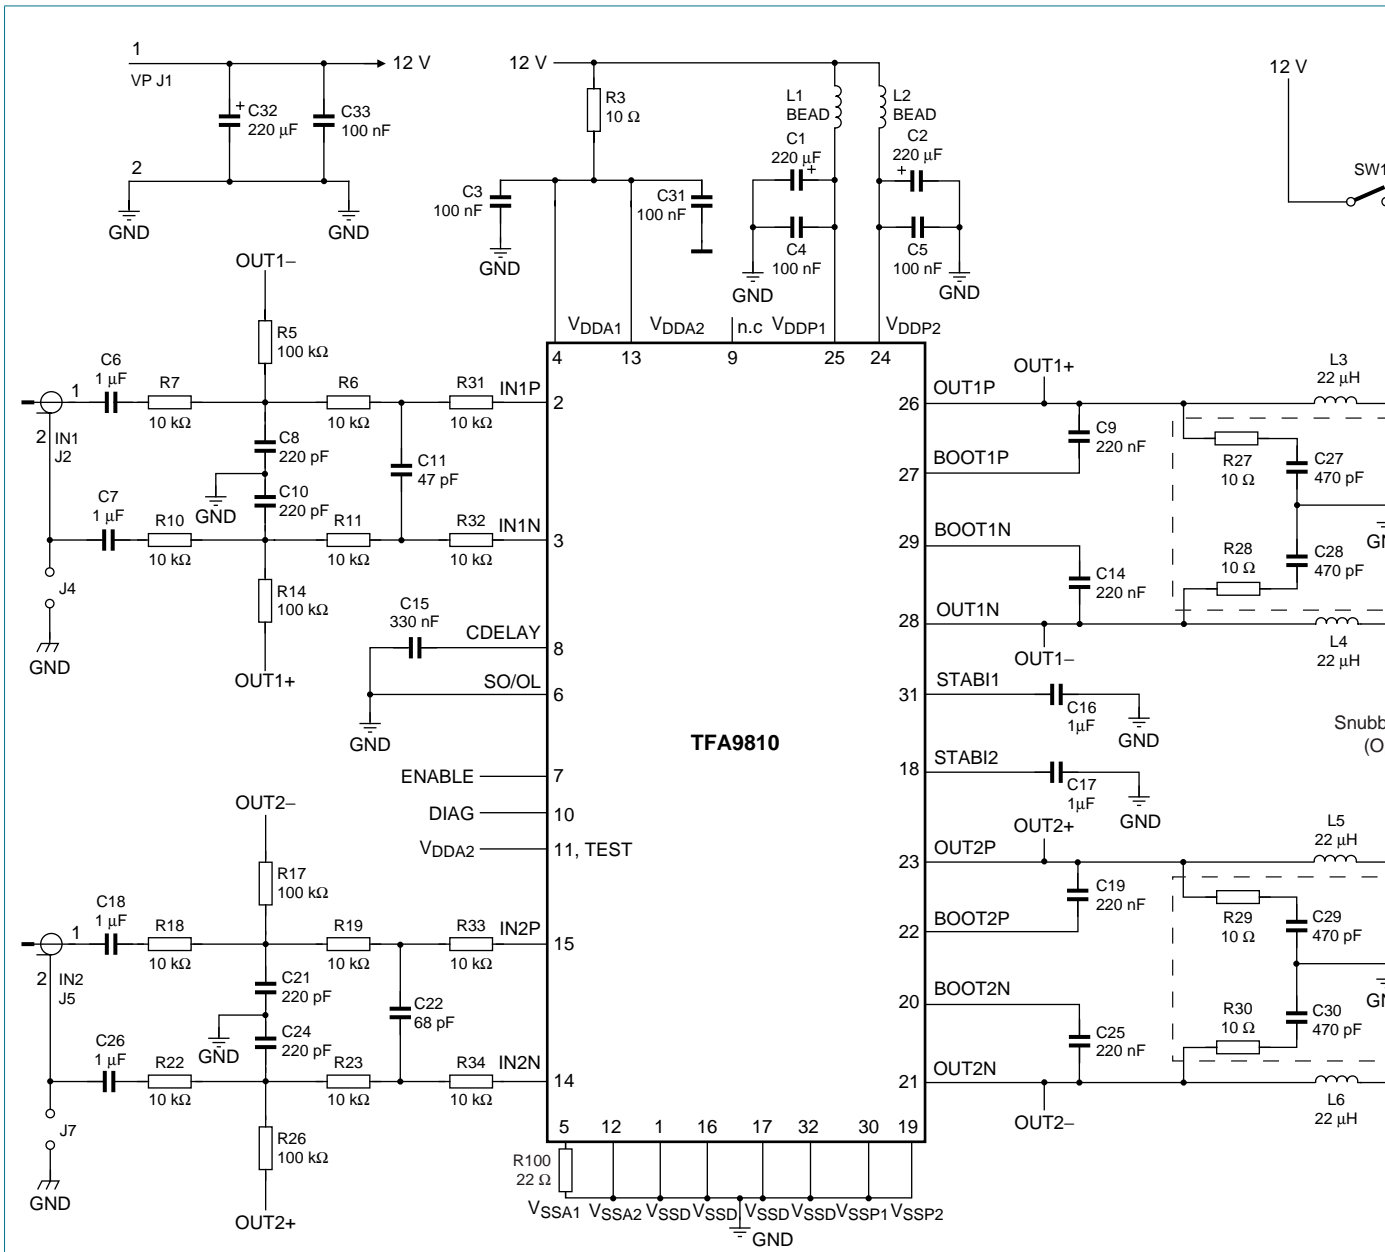 1
VP J1
2
12 V
+
C32
220 μF
C33
100 nF
GND
GND
12 V
R3
10 Ω
L1
BEAD
L2
BEAD
C1
220 μF
+
C2
220 μF
+
C3
100 nF
GND
C31
100 nF
C4
100 nF
C5
100 nF
GND
GND
12 V
SW1
VDDA1
VDDA2
n.c
VDDP1
VDDP2
4
13
9
25
24
OUT1−
R5
100 kΩ
C6
1 μF
1
2
IN1
J2
R7
10 kΩ
R6
10 kΩ
R31
10 kΩ
IN1P
2
C8
220 pF
C10
220 pF
GND
C11
47 pF
C7
1 μF
R10
10 kΩ
R11
10 kΩ
R32
10 kΩ
IN1N
3
J4
GND
R14
100 kΩ
OUT1+
C15
330 nF
CDELAY
8
SO/OL
6
GND
ENABLE
7
DIAG
10
VDDA2
11, TEST
TFA9810
OUT2−
R17
100 kΩ
C18
1 μF
1
2
IN2
J5
R18
10 kΩ
R19
10 kΩ
R33
10 kΩ
IN2P
15
C21
220 pF
C24
220 pF
GND
C22
68 pF
C26
1 μF
R22
10 kΩ
R23
10 kΩ
R34
10 kΩ
IN2N
14
J7
GND
R26
100 kΩ
OUT2+
26
OUT1P
OUT1+
L3
22 μH
C9
220 nF
27
BOOT1P
R27
10 Ω
C27
470 pF
29
BOOT1N
C14
220 nF
R28
10 Ω
C28
470 pF
28
OUT1N
OUT1−
L4
22 μH
31
STABI1
C16
1μF
GND
18
STABI2
C17
1μF
GND
OUT2+
23
OUT2P
L5
22 μH
C19
220 nF
22
BOOT2P
R29
10 Ω
C29
470 pF
20
BOOT2N
C25
220 nF
R30
10 Ω
C30
470 pF
21
OUT2N
OUT2−
L6
22 μH
5
12
1
16
17
32
30
19
R100
22 Ω
VSSA1
VSSA2
VSSD
VSSD
VSSD
VSSD
VSSP1
VSSP2
GND